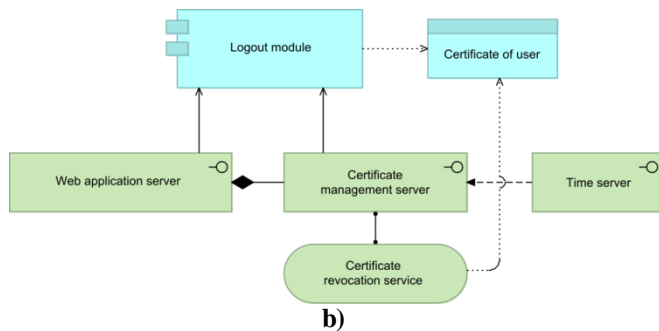 Logout module
Certificate of user
Web application server
Certificate
management server
Time server
Certificate
revocation service
b)